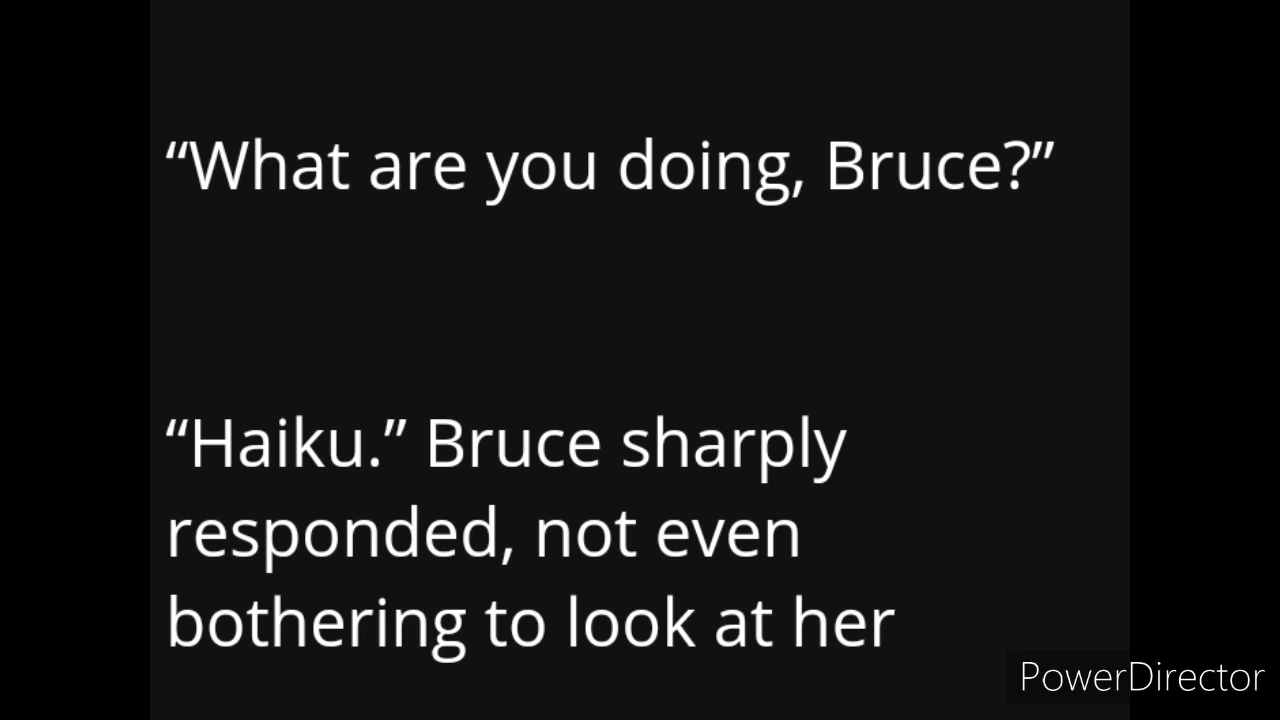 “What are you doing, Bruce?”
“Haiku.” Bruce sharply
responded, not even
bothering to look at her
PowerDirector